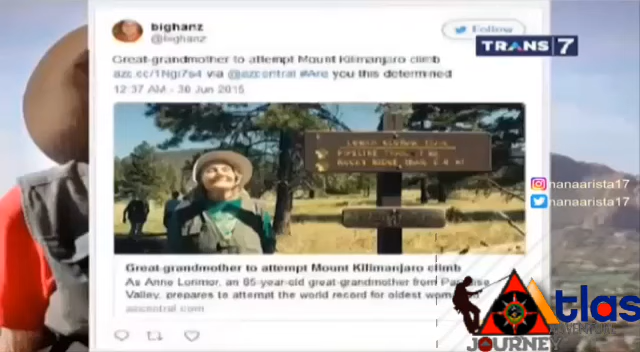 bighanz
@bighanz
Follow
TRANS 7
Great-grandmother to attempt Mount Kilimanjaro climb
azc.cc/1Ngr7s4 via @azcentral #Are you this determined
12:37 AM - 30 Jun 2015
nanaarista17
nanaarista17
Great-grandmother to attempt Mount Kilimanjaro climb
As Anne Lorimor, an 85-year-old great-grandmother from Paradise
Valley, prepares to attempt the world record for oldest
azcentral.com
Atlas
JOURNEY